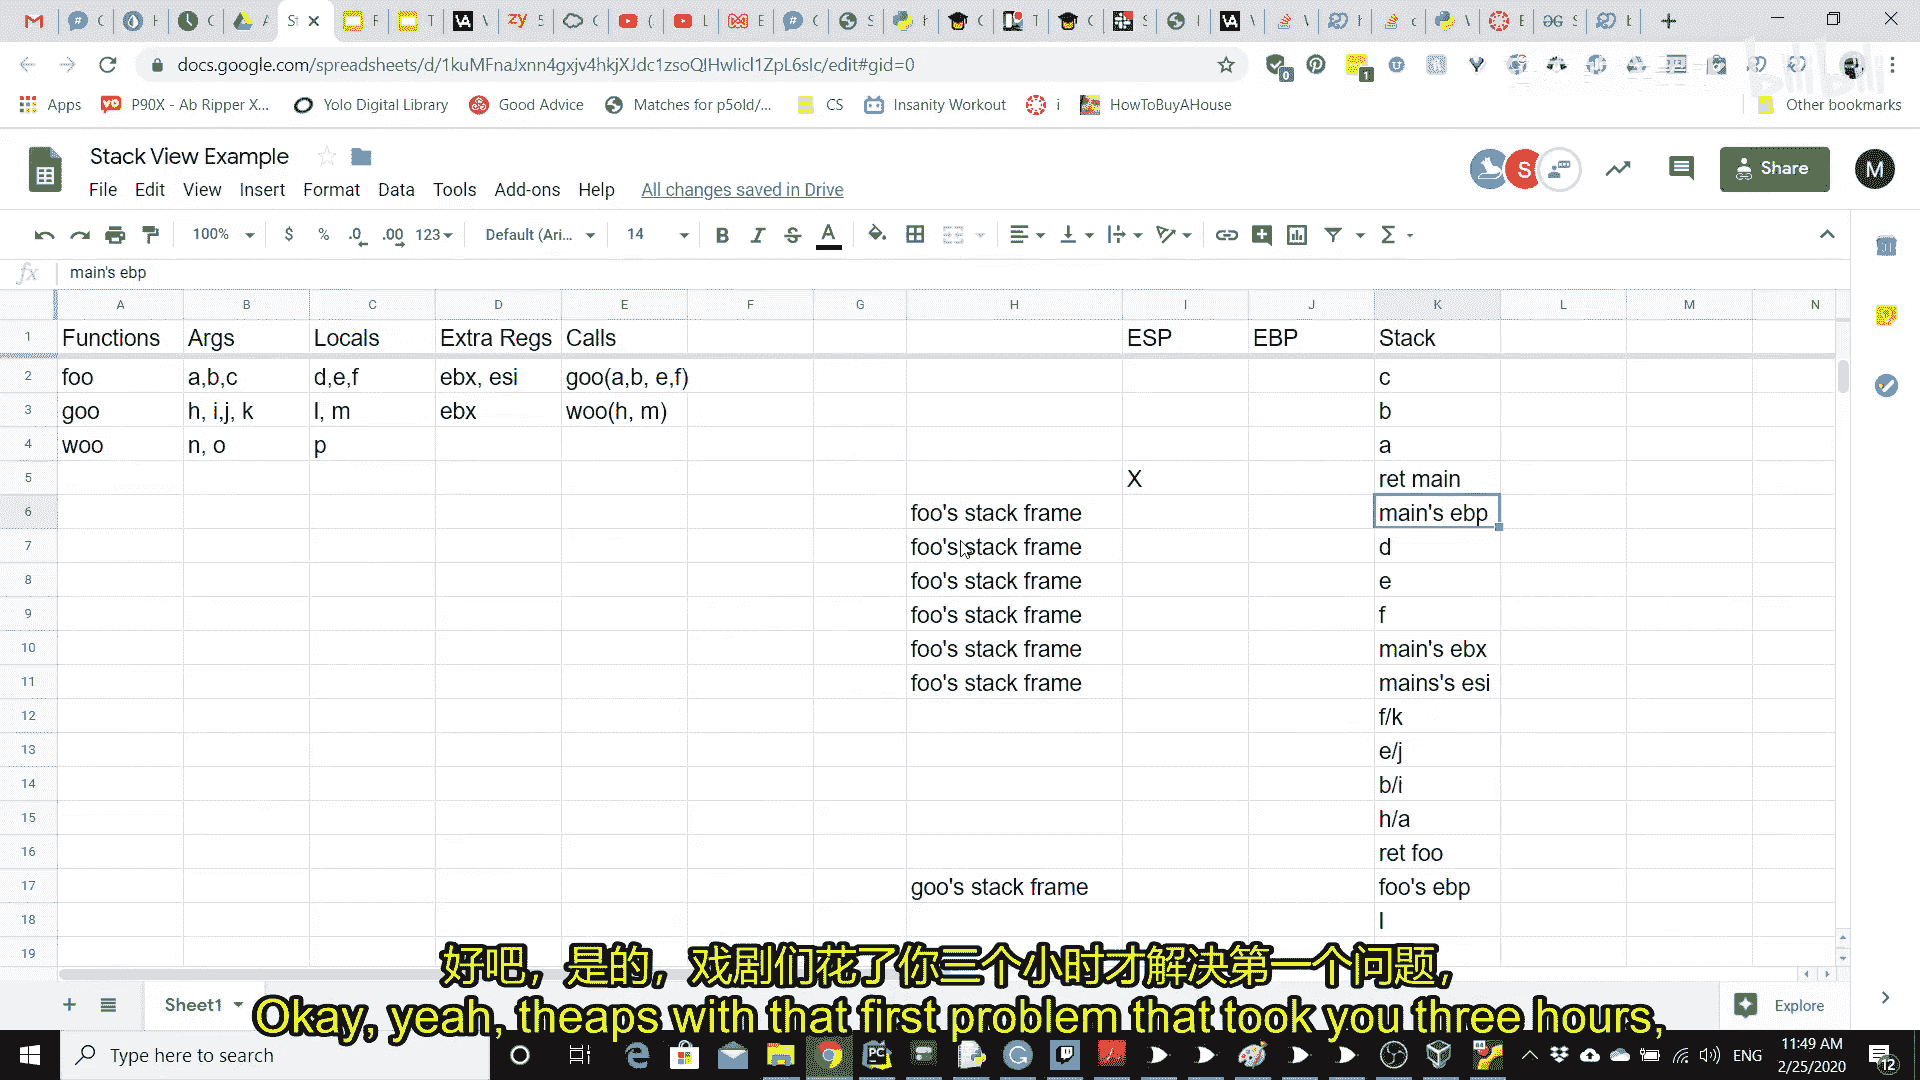 docs.google.com/spreadsheets/d/1kuMFnaJxnn4gxjv4hkjXJdc1zsoQIHwIicl1ZpL6sIc/edit#gid=0
Apps P90X - Ab Ripper X... Yolo Digital Library Good Advice Matches for p5old/... CS Insanity Workout i HowToBuyAHouse Other bookmarks
Stack View Example
File Edit View Insert Format Data Tools Add-ons Help All changes saved in Drive
S Share M
100% $ % .0 .00 123 Default (Ari... 14 B I S A
fx main's ebp
A B C D E F G H I J K L M N
1 Functions Args Locals Extra Regs Calls ESP EBP Stack
2 foo a,b,c d,e,f ebx, esi goo(a,b, e,f) c
3 goo h, i,j, k l, m ebx woo(h, m) b
4 woo n, o p a
5 X ret main
6 foo's stack frame main's ebp
7 foo's stack frame d
8 foo's stack frame e
9 foo's stack frame f
10 foo's stack frame main's ebx
11 foo's stack frame mains's esi
12 f/k
13 e/j
14 b/i
15 h/a
16 ret foo
17 goo's stack frame foo's ebp
18 l
19
好吧，是的，戏剧们花了你三个小时才解决第一个问题，
Sheet1 Explore
Okay, yeah, theaps with that first problem that took you three hours,
Type here to search ENG 11:49 AM
2/25/2020 12